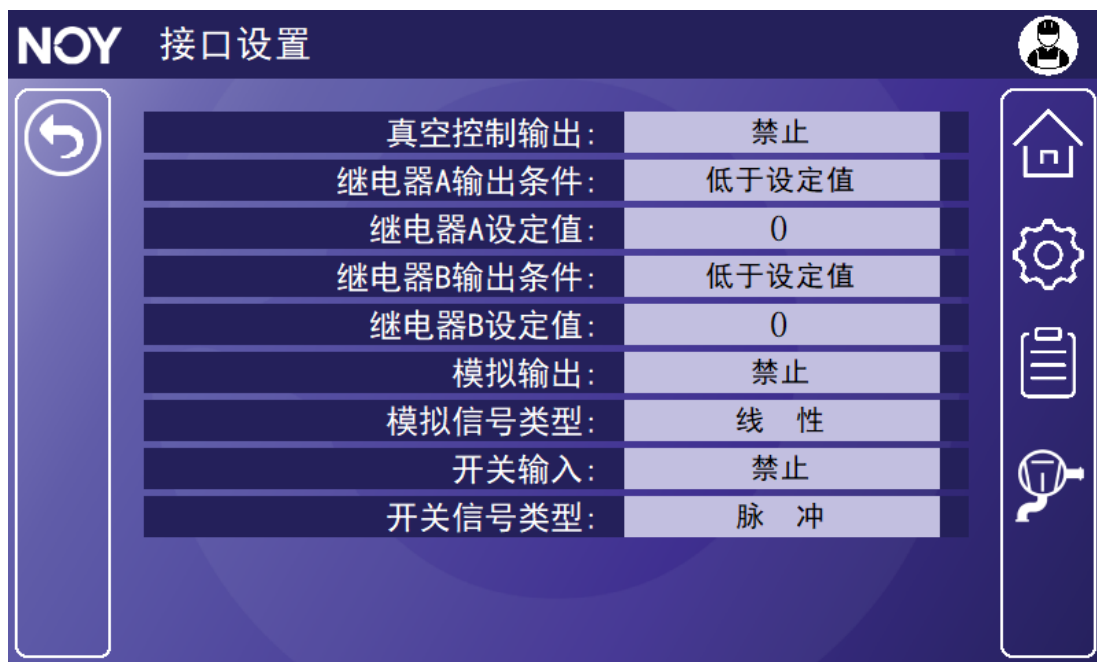 NOY 接口设置
真空控制输出: 禁止
继电器A输出条件: 低于设定值
继电器A设定值: 0
继电器B输出条件: 低于设定值
继电器B设定值: 0
模拟输出: 禁止
模拟信号类型: 线 性
开关输入: 禁止
开关信号类型: 脉 冲